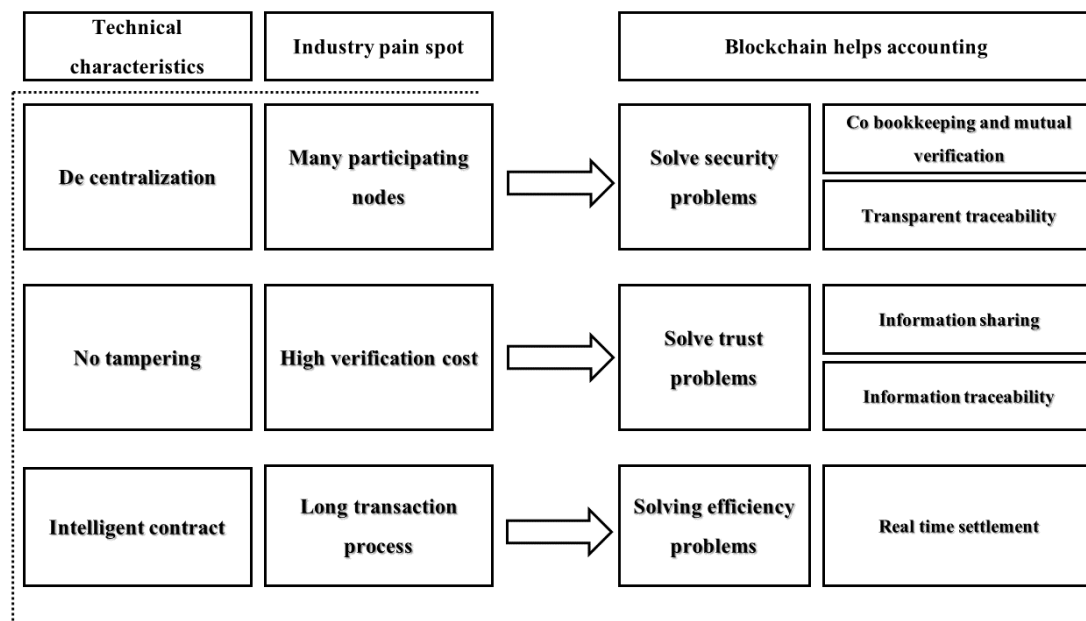 Technical
characteristics
Industry pain spot
Blockchain helps accounting
De centralization
Many participating
nodes
Solve security
problems
Co bookkeeping and mutual
verification
Transparent traceability
No tampering
High verification cost
Solve trust
problems
Information sharing
Information traceability
Intelligent contract
Long transaction
process
Solving efficiency
problems
Real time settlement